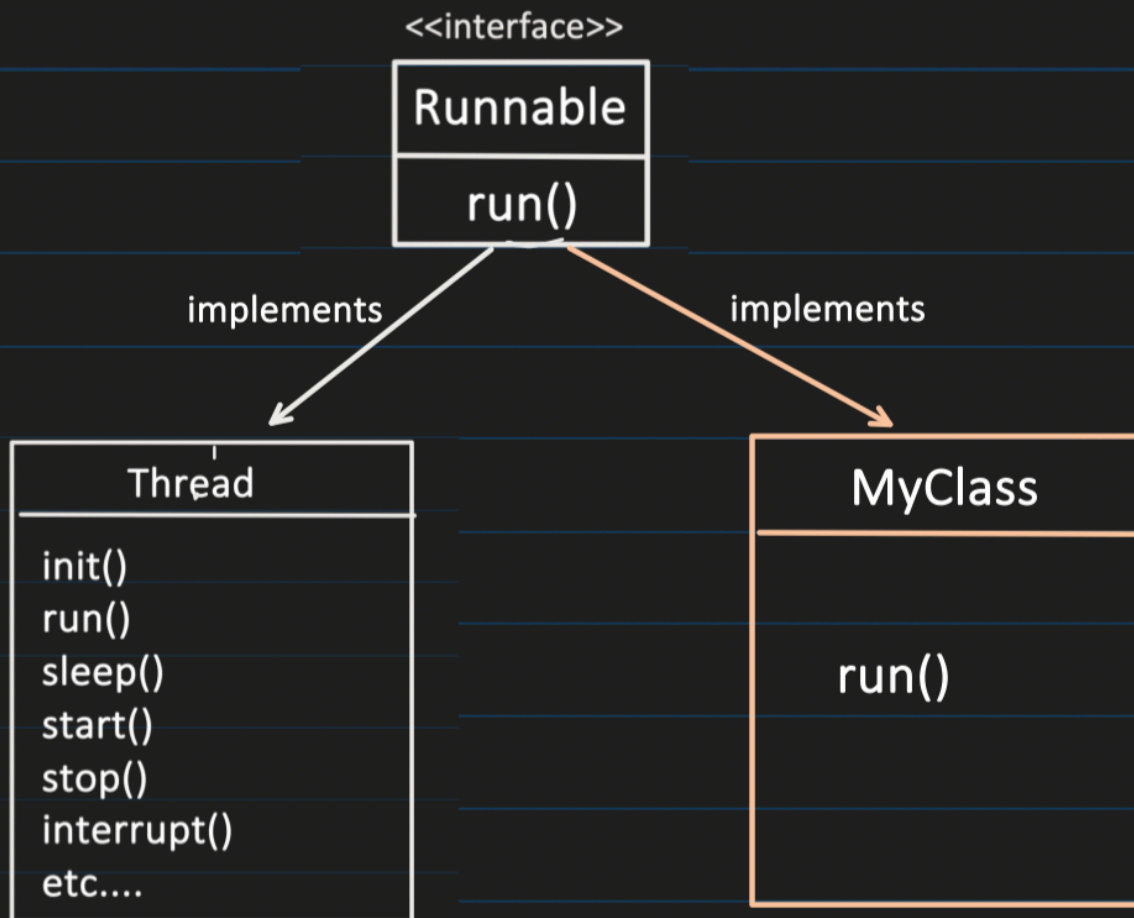 <<interface>>
Runnable
run()
implements
implements
Thread
init()
run()
sleep()
start()
stop()
interrupt()
etc....
MyClass
run()